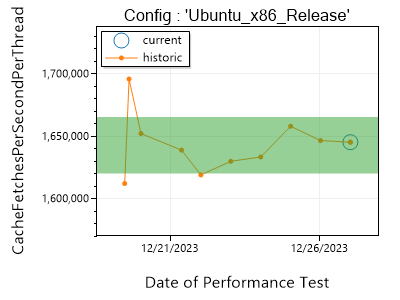 Config : 'Ubuntu_x86_Release'
current
historic
CacheFetchesPerSecondPerThread
1,700,000
1,650,000
1,600,000
12/21/2023
12/26/2023
Date of Performance Test